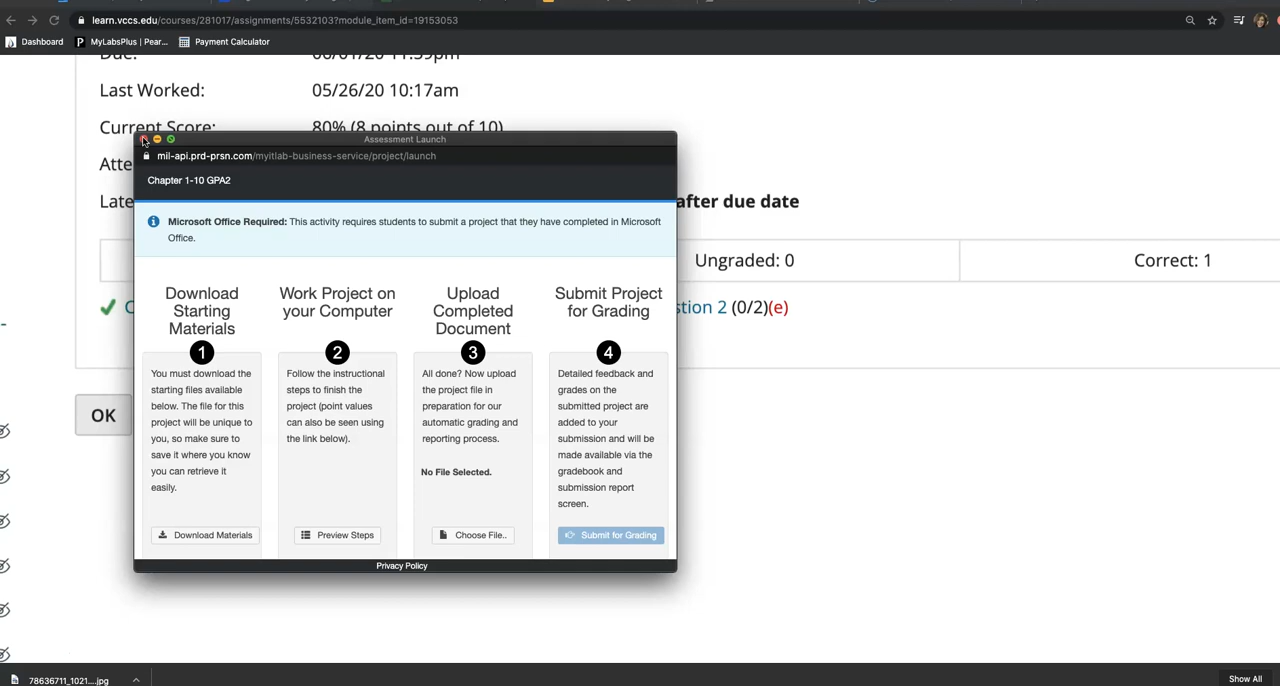 learn.vccs.edu/courses/281017/assignments/5532103?module_item_id=19153053
Dashboard
MyLabsPlus | Pear...
Payment Calculator
Due:
06/01/20 11:59pm
Last Worked:
05/26/20 10:17am
Current Score:
80% (8 points out of 10)
Atte
Late
after due date
Ungraded: 0
Correct: 1
stion 2 (0/2)(e)
OK
Assessment Launch
mil-api.prd-prsn.com/myitlab-business-service/project/launch
Chapter 1-10 GPA2
Microsoft Office Required: This activity requires students to submit a project that they have completed in Microsoft
Office.
Download
Starting
Materials
1
You must download the
starting files available
below. The file for this
project will be unique to
you, so make sure to
save it where you know
you can retrieve it
easily.
Download Materials
Work Project on
your Computer
2
Follow the instructional
steps to finish the
project (point values
can also be seen using
the link below).
Preview Steps
Upload
Completed
Document
3
All done? Now upload
the project file in
preparation for our
automatic grading and
reporting process.
No File Selected.
Choose File..
Submit Project
for Grading
4
Detailed feedback and
grades on the
submitted project are
added to your
submission and will be
made available via the
gradebook and
submission report
screen.
Submit for Grading
Privacy Policy
78636711_1021....jpg
Show All